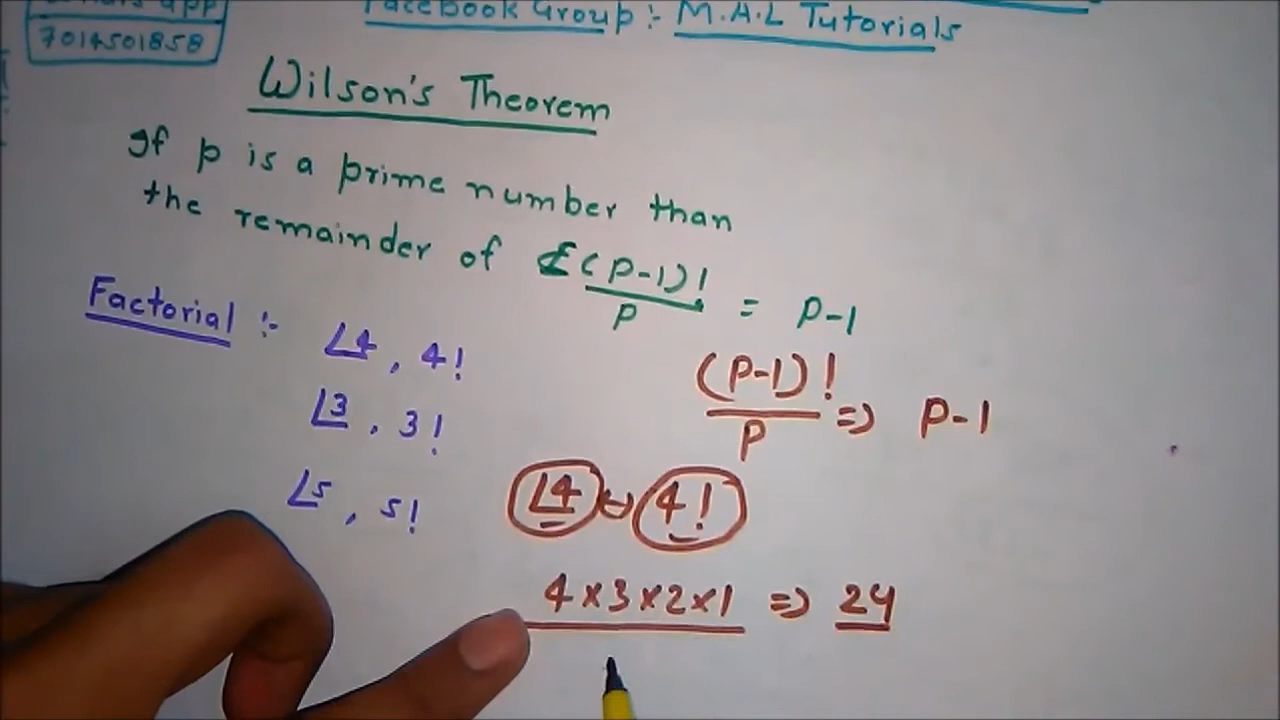 app
Facebook Group :- M.A.L Tutorials
7014501858
Wilson's Theorem
If p is a prime number than
the remainder of (p-1)!/p = p-1
Factorial :- ∠4, 4!
(p-1)!/p => p-1
∠3, 3!
∠4 4!
∠5, 5!
4×3×2×1 => 24